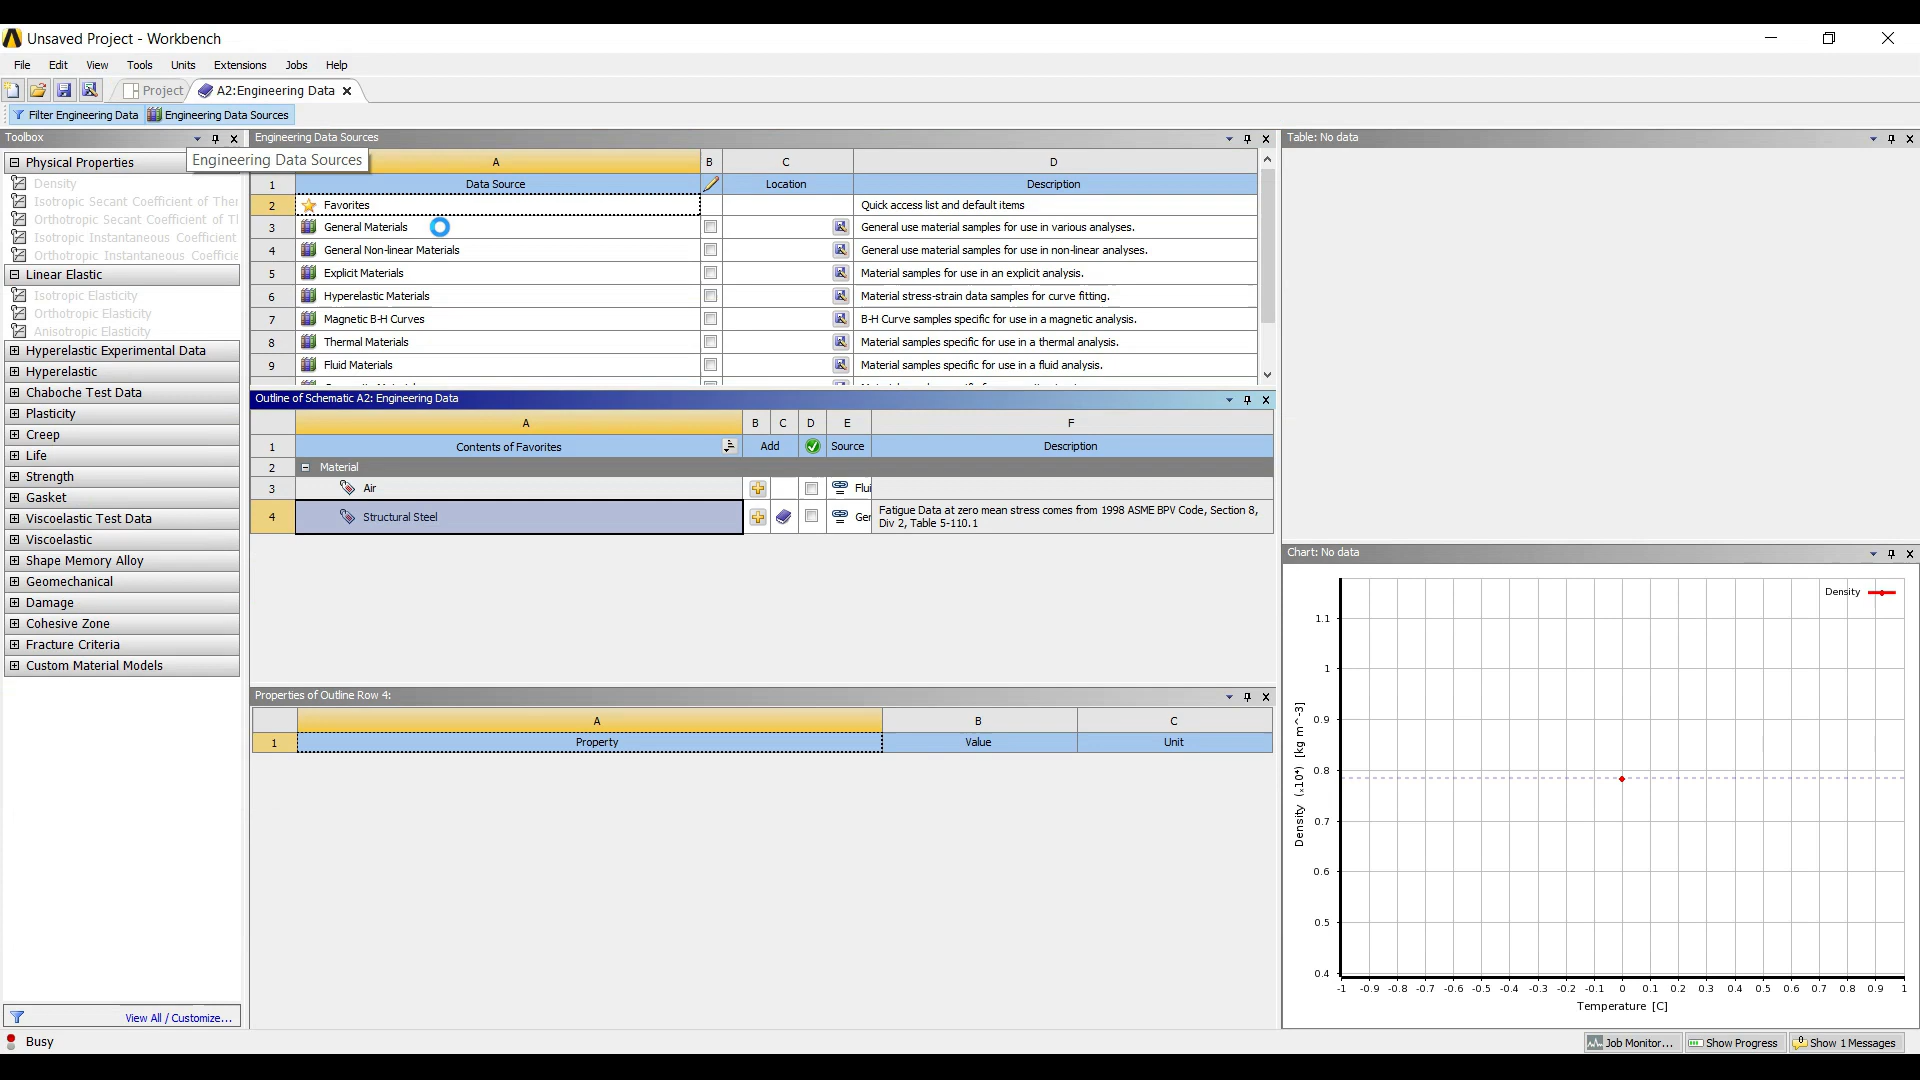 Unsaved Project - Workbench
File Edit View Tools Units Extensions Jobs Help
Project A2:Engineering Data
Filter Engineering Data Engineering Data Sources
Toolbox
Physical Properties
Density
Isotropic Secant Coefficient of Ther
Orthotropic Secant Coefficient of T
Isotropic Instantaneous Coefficient
Orthotropic Instantaneous Coefficie
Linear Elastic
Isotropic Elasticity
Orthotropic Elasticity
Anisotropic Elasticity
Hyperelastic Experimental Data
Hyperelastic
Chaboche Test Data
Plasticity
Creep
Life
Strength
Gasket
Viscoelastic Test Data
Viscoelastic
Shape Memory Alloy
Geomechanical
Damage
Cohesive Zone
Fracture Criteria
Custom Material Models
View All / Customize...
Engineering Data Sources
Engineering Data Sources
A B C D
1 Data Source Location Description
2 Favorites Quick access list and default items
3 General Materials General use material samples for use in various analyses.
4 General Non-linear Materials General use material samples for use in non-linear analyses.
5 Explicit Materials Material samples for use in an explicit analysis.
6 Hyperelastic Materials Material stress-strain data samples for curve fitting.
7 Magnetic B-H Curves B-H Curve samples specific for use in a magnetic analysis.
8 Thermal Materials Material samples specific for use in a thermal analysis.
9 Fluid Materials Material samples specific for use in a fluid analysis.
Outline of Schematic A2: Engineering Data
A B C D E F
1 Contents of Favorites Add Source Description
2 Material
3 Air Flui
4 Structural Steel Ger Fatigue Data at zero mean stress comes from 1998 ASME BPV Code, Section 8,
Div 2, Table 5-110.1
Properties of Outline Row 4:
A B C
1 Property Value Unit
Table: No data
Chart: No data
Density
1.1
1
0.9
0.8
0.7
0.6
0.5
0.4
Density (x10⁴) [kg m^-3]
-1 -0.9 -0.8 -0.7 -0.6 -0.5 -0.4 -0.3 -0.2 -0.1 0 0.1 0.2 0.3 0.4 0.5 0.6 0.7 0.8 0.9 1
Temperature [C]
Busy
Job Monitor... Show Progress Show 1 Messages